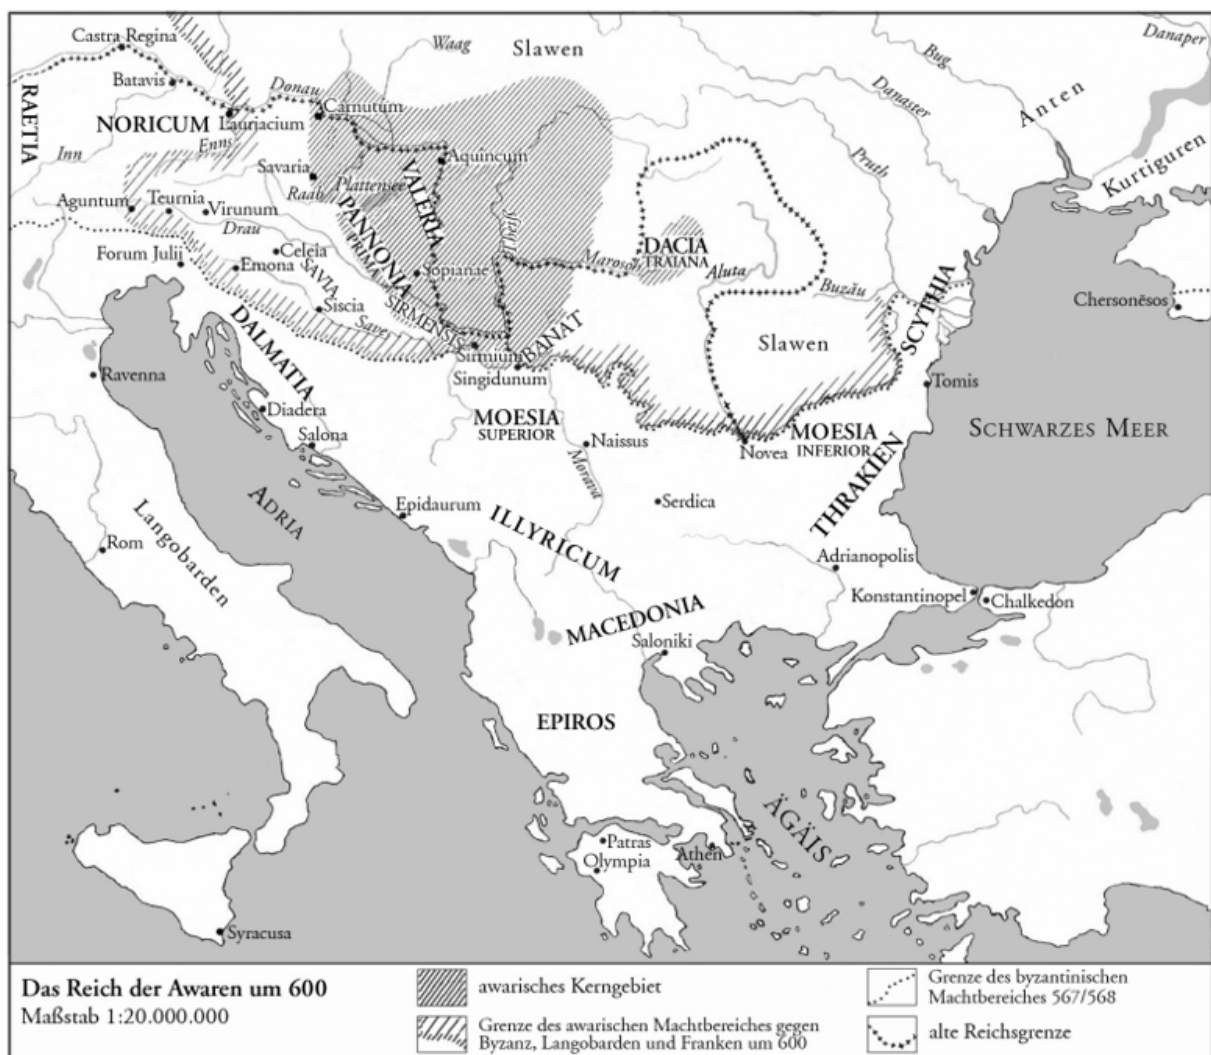 Castra Regina
Waag
Slawen
Bug
Danaper
Batavis
Donau
Carnutum
Danaster
Anten
RAETIA
NORICUM
Lauriacium
Enns
Inn
Savaria
Aquincum
Pruth
Kurtiguren
Raab
Plattensee
VALERIA
Aguntum
Teurnia
Virunum
Drau
PANNONIA
PRIMA
Theiß
DACIA
TRAIANA
Marosch
Aluta
Forum Julii
Celeia
Emona
SAVIA
Sopianae
Buzău
SCYTHIA
Chersonēsos
Siscia
Save
SIRMENSIS
DALMATIA
Sirmium
BANAT
Slawen
Singidunum
Ravenna
Tomis
Diadera
MOESIA
SUPERIOR
Naissus
MOESIA
INFERIOR
SCHWARZES MEER
Salona
Novea
Morava
THRAKIEN
Serdica
ADRIA
Epidaurum
ILLYRICUM
Langobarden
Rom
Adrianopolis
Konstantinopel
Chalkedon
MACEDONIA
Saloniki
EPIROS
ÄGÄIS
Patras
Olympia
Athen
Syracusa
Das Reich der Awaren um 600
Maßstab 1:20.000.000
awarisches Kerngebiet
Grenze des awarischen Machtbereiches gegen
Byzanz, Langobarden und Franken um 600
Grenze des byzantinischen
Machtbereiches 567/568
alte Reichsgrenze